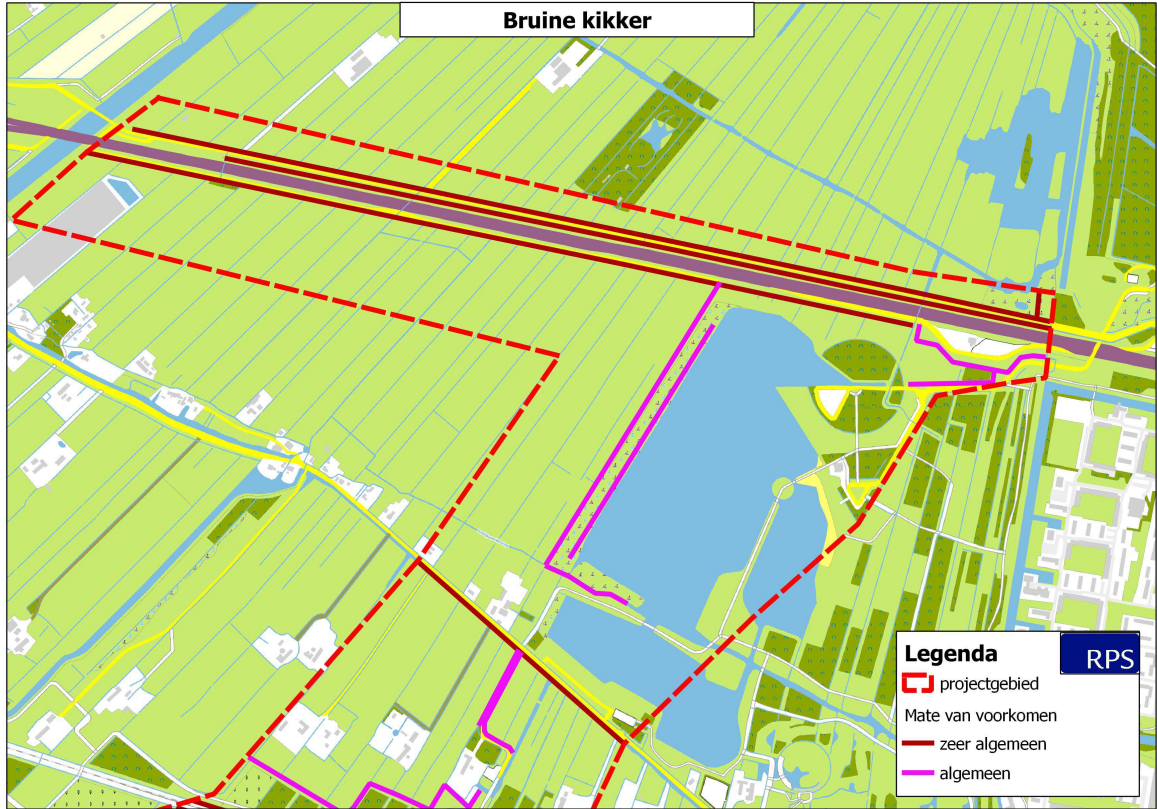 Bruine kikker
Legenda
RPS
projectgebied
Mate van voorkomen
zeer algemeen
algemeen